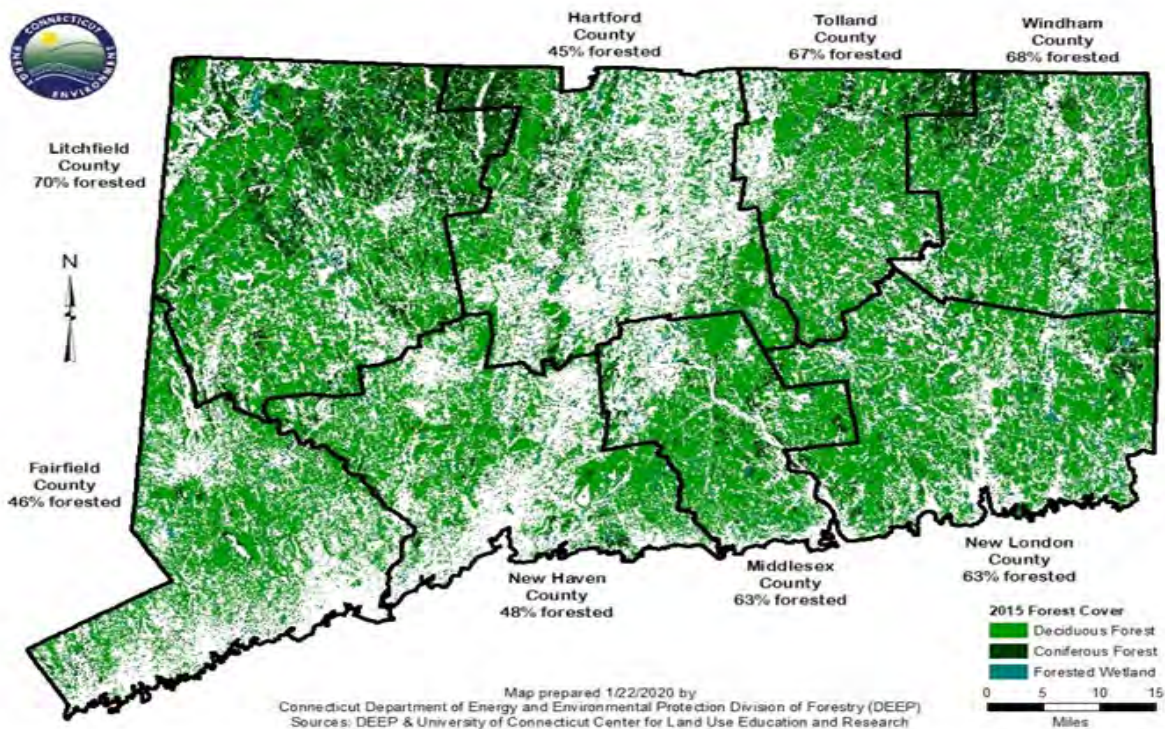 CONNECTICUT
ENERGY
ENVIRONMENT
Hartford
County
45% forested
Tolland
County
67% forested
Windham
County
68% forested
Litchfield
County
70% forested
N
Fairfield
County
46% forested
New Haven
County
48% forested
Middlesex
County
63% forested
New London
County
63% forested
2015 Forest Cover
Deciduous Forest
Coniferous Forest
Forested Wetland
0 5 10 15
Miles
Map prepared 1/22/2020 by
Connecticut Department of Energy and Environmental Protection Division of Forestry (DEEP)
Sources: DEEP & University of Connecticut Center for Land Use Education and Research